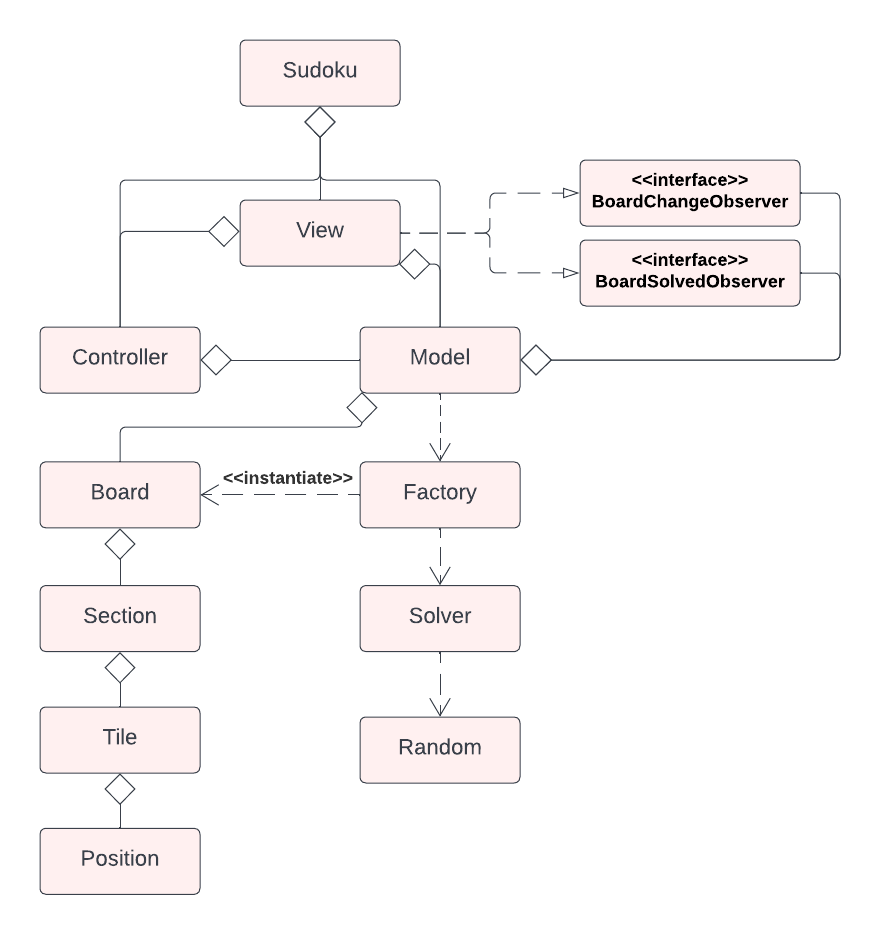 Sudoku
<<interface>>
BoardChangeObserver
View
<<interface>>
BoardSolvedObserver
Controller
Model
<<instantiate>>
Board
Factory
Section
Solver
Tile
Random
Position